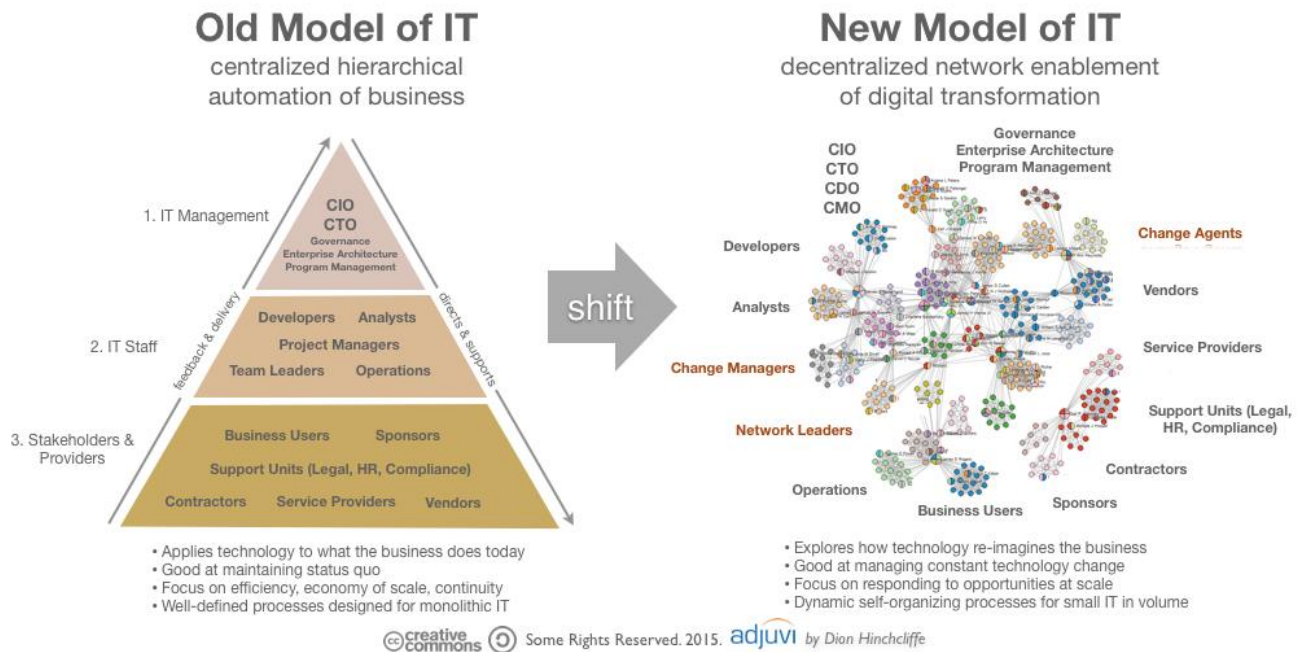 Old Model of IT
centralized hierarchical
automation of business
1. IT Management
CIO
CTO
Governance
Enterprise Architecture
Program Management
feedback & delivery
directs & supports
2. IT Staff
Developers Analysts
Project Managers
Team Leaders Operations
3. Stakeholders &
Providers
Business Users Sponsors
Support Units (Legal, HR, Compliance)
Contractors Service Providers Vendors
• Applies technology to what the business does today
• Good at maintaining status quo
• Focus on efficiency, economy of scale, continuity
• Well-defined processes designed for monolithic IT
shift
New Model of IT
decentralized network enablement
of digital transformation
CIO
CTO
CDO
CMO
Governance
Enterprise Architecture
Program Management
Developers
Analysts
Change Managers
Network Leaders
Operations
Business Users
Change Agents
Vendors
Service Providers
Support Units (Legal,
HR, Compliance)
Contractors
Sponsors
• Explores how technology re-imagines the business
• Good at managing constant technology change
• Focus on responding to opportunities at scale
• Dynamic self-organizing processes for small IT in volume
cc creative commons Some Rights Reserved. 2015. adjuvi by Dion Hinchcliffe